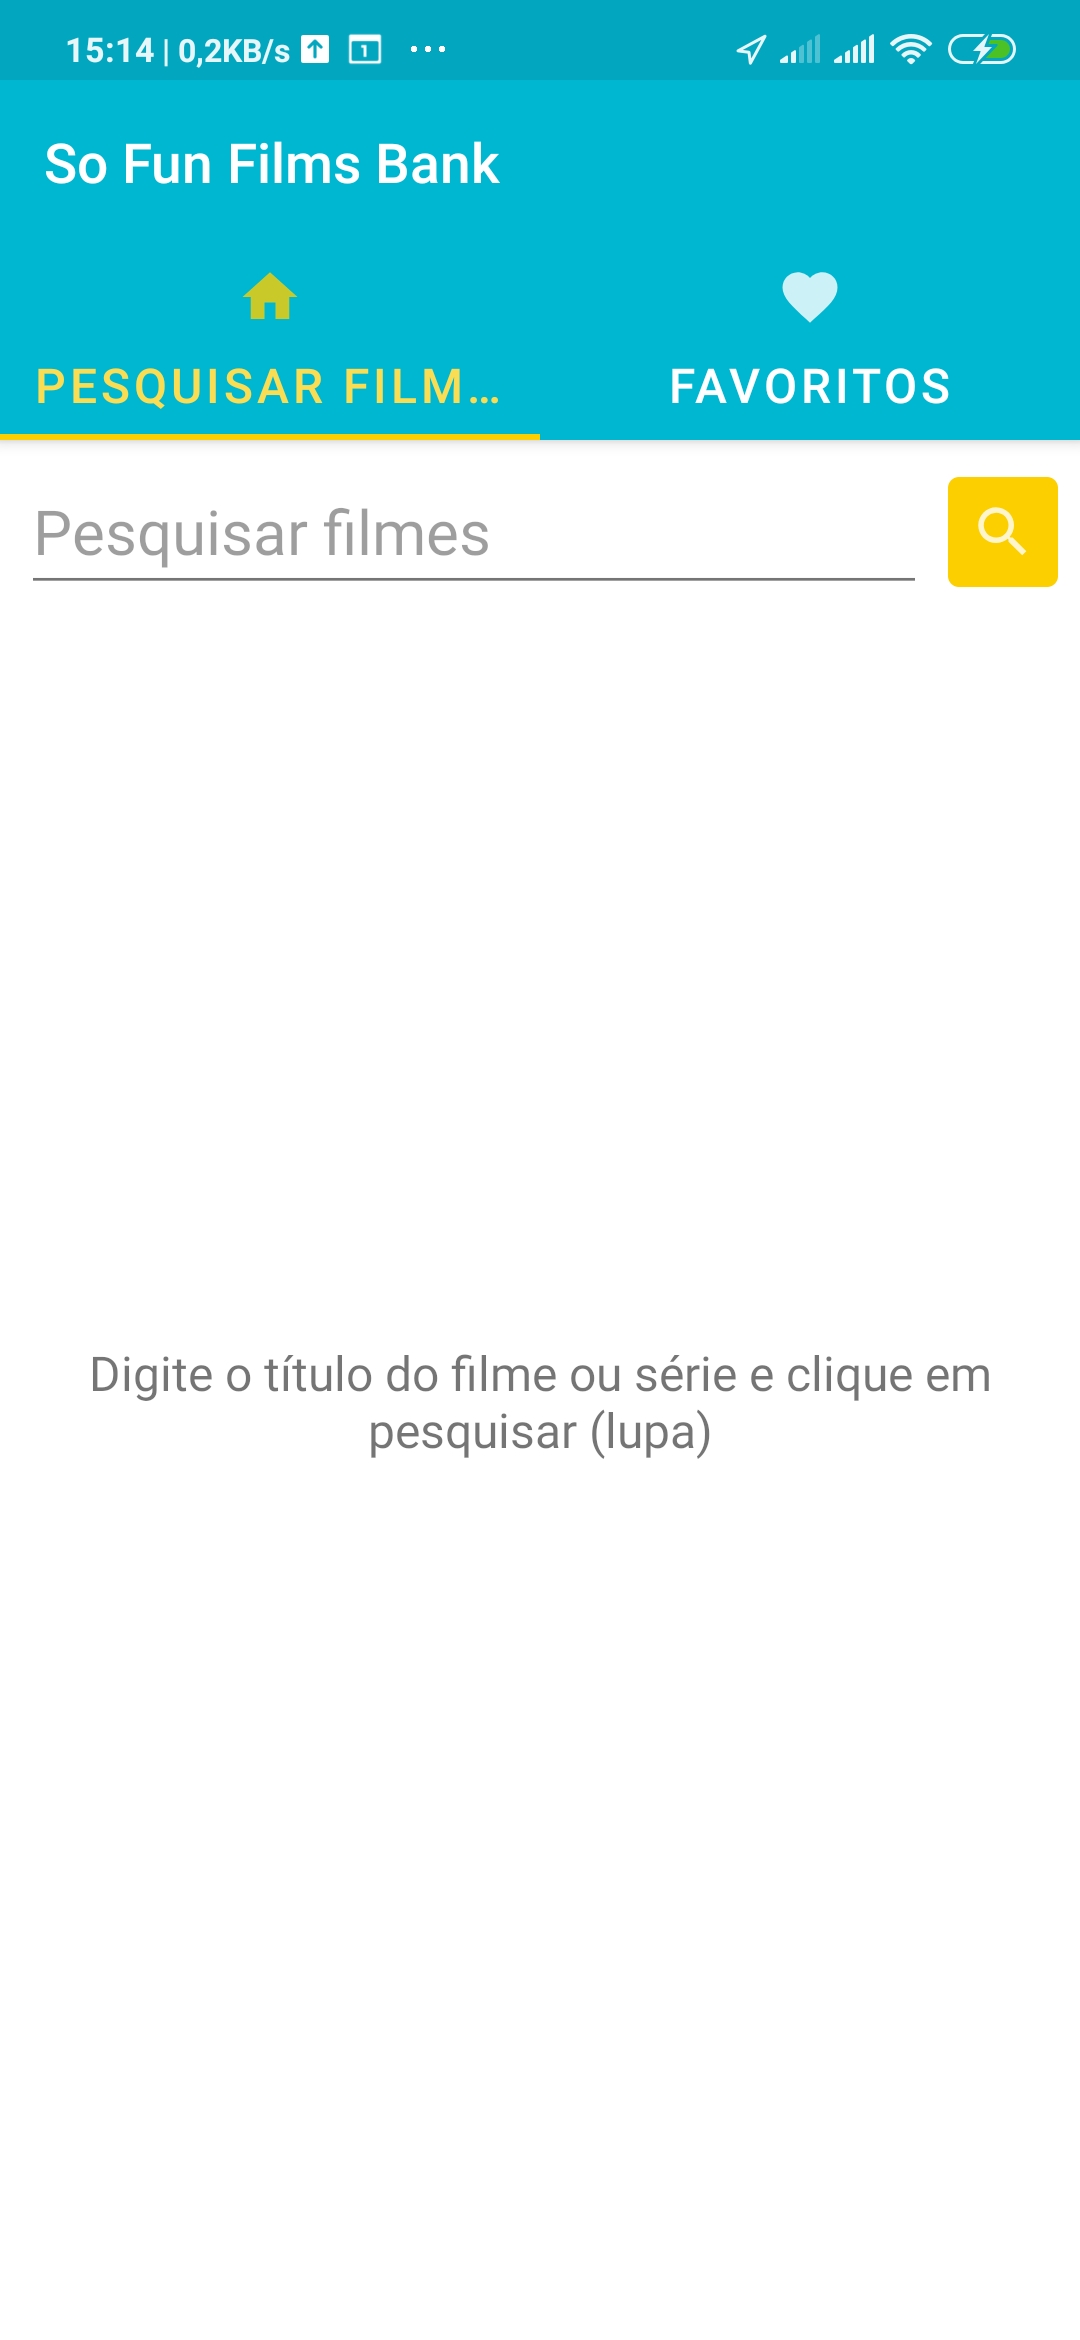 15:14 | 0,2KB/s 1 ...
So Fun Films Bank
PESQUISAR FILM...
FAVORITOS
Pesquisar filmes
Digite o título do filme ou série e clique em
pesquisar (lupa)